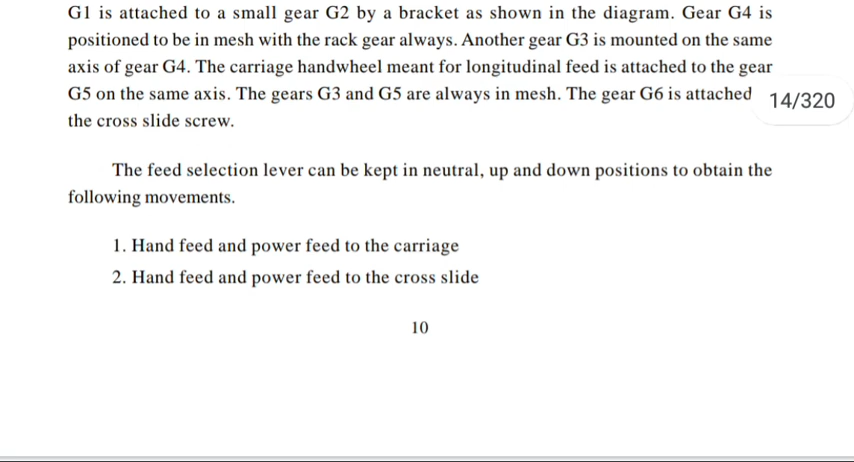 G1 is attached to a small gear G2 by a bracket as shown in the diagram. Gear G4 is
positioned to be in mesh with the rack gear always. Another gear G3 is mounted on the same
axis of gear G4. The carriage handwheel meant for longitudinal feed is attached to the gear
G5 on the same axis. The gears G3 and G5 are always in mesh. The gear G6 is attached
14/320
the cross slide screw.
The feed selection lever can be kept in neutral, up and down positions to obtain the
following movements.
1. Hand feed and power feed to the carriage
2. Hand feed and power feed to the cross slide
10